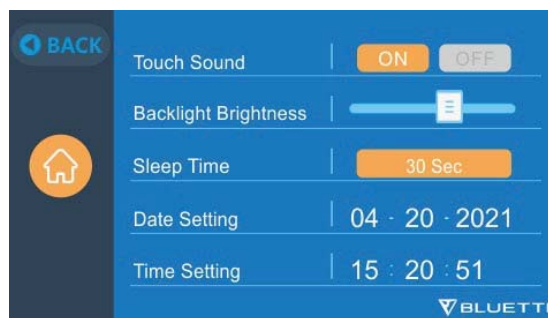 BACK
Touch Sound ON OFF
Backlight Brightness
Sleep Time 30 Sec
Date Setting 04 - 20 - 2021
Time Setting 15 : 20 : 51
BLUETTI